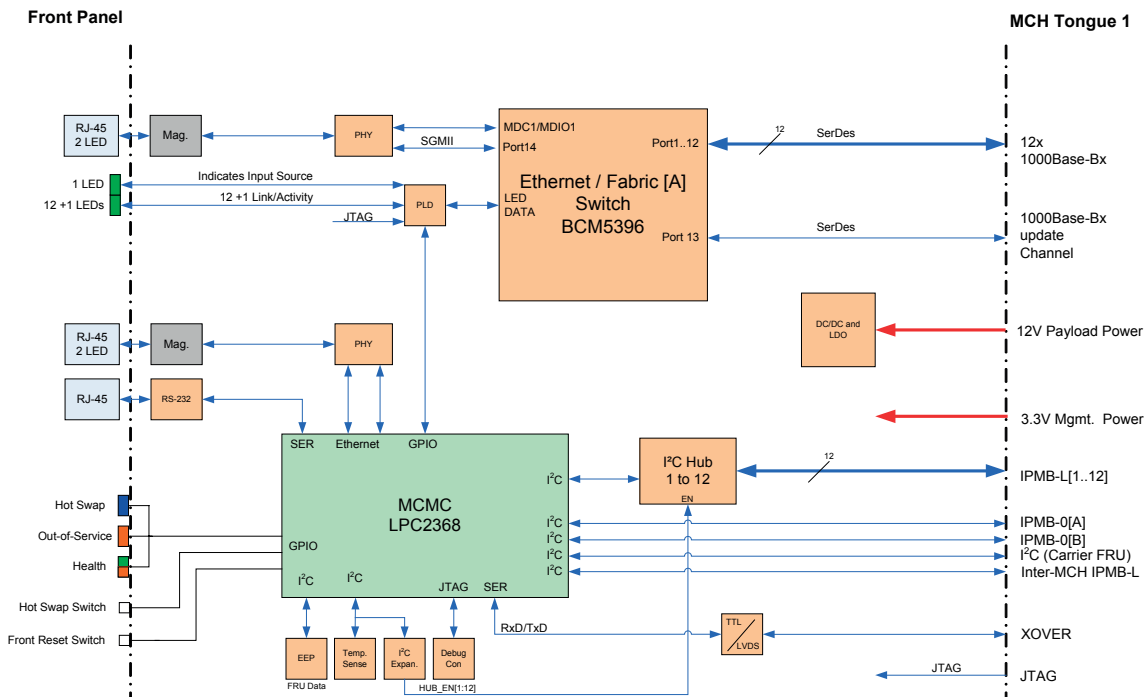 Front Panel
MCH Tongue 1
RJ-45
2 LED
Mag.
PHY
SGMII
MDC1/MDIO1
Port14
Port1..12
12
SerDes
12x
1000Base-Bx
1 LED
12 +1 LEDs
Indicates Input Source
12 +1 Link/Activity
JTAG
PLD
LED
DATA
Ethernet / Fabric [A]
Switch
BCM5396
Port 13
SerDes
1000Base-Bx
update
Channel
DC/DC and
LDO
12V Payload Power
RJ-45
2 LED
Mag.
PHY
RJ-45
RS-232
3.3V Mgmt. Power
SER
Ethernet
GPIO
I²C
I²C Hub
1 to 12
EN
12
IPMB-L[1..12]
MCMC
LPC2368
Hot Swap
Out-of-Service
Health
GPIO
I²C
IPMB-0[A]
I²C
IPMB-0[B]
I²C
I²C (Carrier FRU)
I²C
Inter-MCH IPMB-L
I²C
I²C
JTAG
SER
Hot Swap Switch
Front Reset Switch
RxD/TxD
TTL
LVDS
XOVER
EEP
FRU Data
Temp.
Sense
I²C
Expan.
Debug
Con
HUB_EN[1:12]
JTAG
JTAG